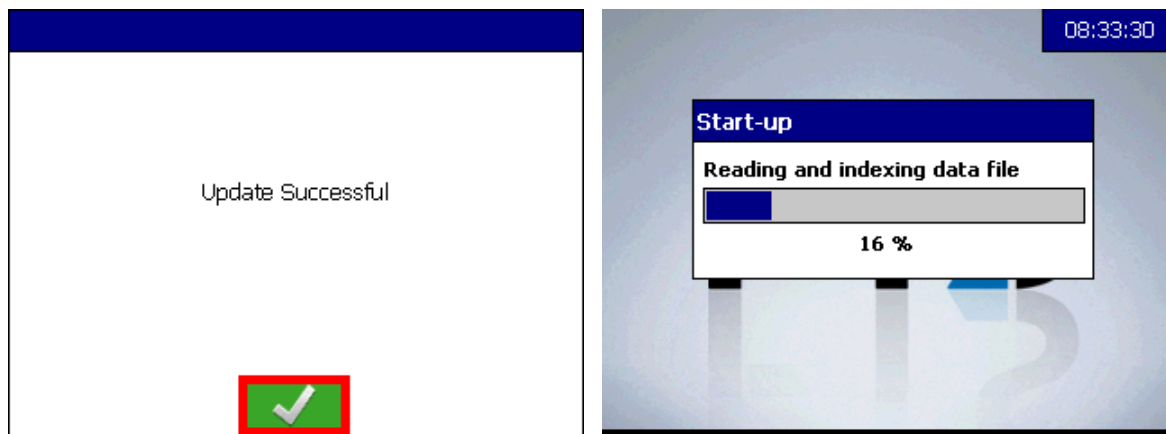 Update Successful
08:33:30
Start-up
Reading and indexing data file
16 %